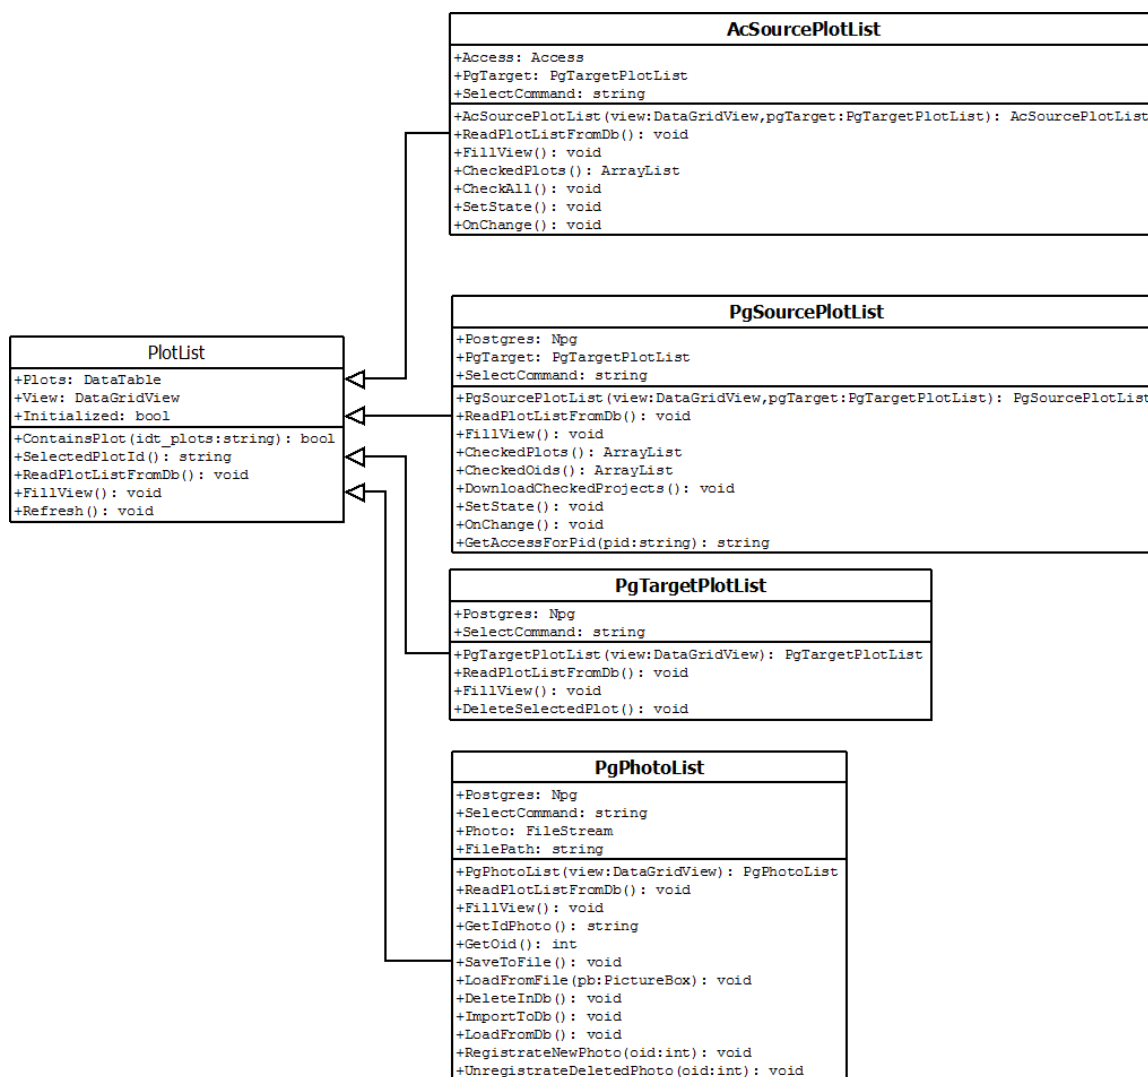 AcSourcePlotList
+Access: Access
+PgTarget: PgTargetPlotList
+SelectCommand: string
+AcSourcePlotList(view:DataGridView,pgTarget:PgTargetPlotList): AcSourcePlotList
+ReadPlotListFromDb(): void
+FillView(): void
+CheckedPlots(): ArrayList
+CheckAll(): void
+SetState(): void
+OnChange(): void
PgSourcePlotList
+Postgres: Npg
+PgTarget: PgTargetPlotList
+SelectCommand: string
+PgSourcePlotList(view:DataGridView,pgTarget:PgTargetPlotList): PgSourcePlotList
+ReadPlotListFromDb(): void
+FillView(): void
+CheckedPlots(): ArrayList
+CheckedOids(): ArrayList
+DownloadCheckedProjects(): void
+SetState(): void
+OnChange(): void
+GetAccessForPid(pid:string): string
PlotList
+Plots: DataTable
+View: DataGridView
+Initialized: bool
+ContainsPlot(idt_plots:string): bool
+SelectedPlotId(): string
+ReadPlotListFromDb(): void
+FillView(): void
+Refresh(): void
PgTargetPlotList
+Postgres: Npg
+SelectCommand: string
+PgTargetPlotList(view:DataGridView): PgTargetPlotList
+ReadPlotListFromDb(): void
+FillView(): void
+DeleteSelectedPlot(): void
PgPhotoList
+Postgres: Npg
+SelectCommand: string
+Photo: FileStream
+FilePath: string
+PgPhotoList(view:DataGridView): PgPhotoList
+ReadPlotListFromDb(): void
+FillView(): void
+GetIdPhoto(): string
+GetOid(): int
+SaveToFile(): void
+LoadFromFile(pb:PictureBox): void
+DeleteInDb(): void
+ImportToDb(): void
+LoadFromDb(): void
+RegistrateNewPhoto(oid:int): void
+UnregistrateDeletedPhoto(oid:int): void